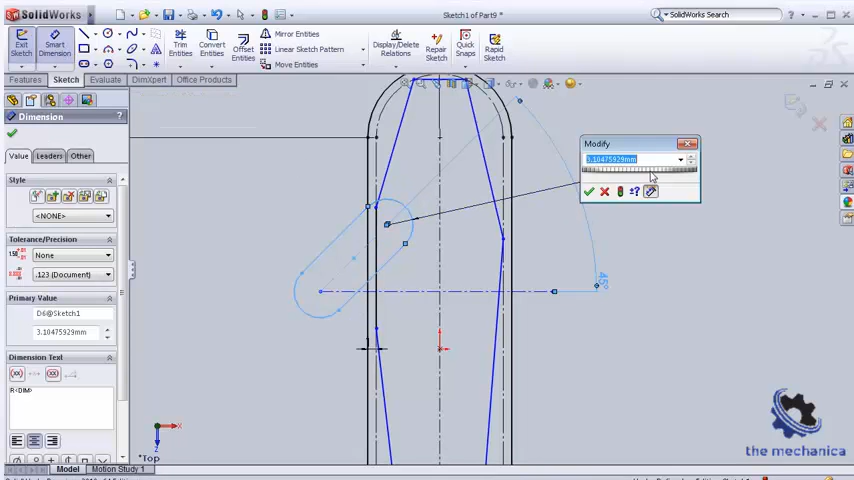 SolidWorks
Sketch1 of Part9 *
SolidWorks Search
Exit
Sketch
Smart
Dimension
Trim
Entities
Convert
Entities
Offset
Entities
Mirror Entities
Linear Sketch Pattern
Move Entities
Display/Delete
Relations
Repair
Sketch
Quick
Snaps
Rapid
Sketch
Features
Sketch
Evaluate
DimXpert
Office Products
Dimension
?
Value
Leaders
Other
Style
<NONE>
Tolerance/Precision
None
.123 (Document)
Primary Value
D6@Sketch1
3.10475929mm
Dimension Text
R<DIM>
Modify
3.10475929mm
45°
1
X
Z
*Top
the mechanica
Model
Motion Study 1